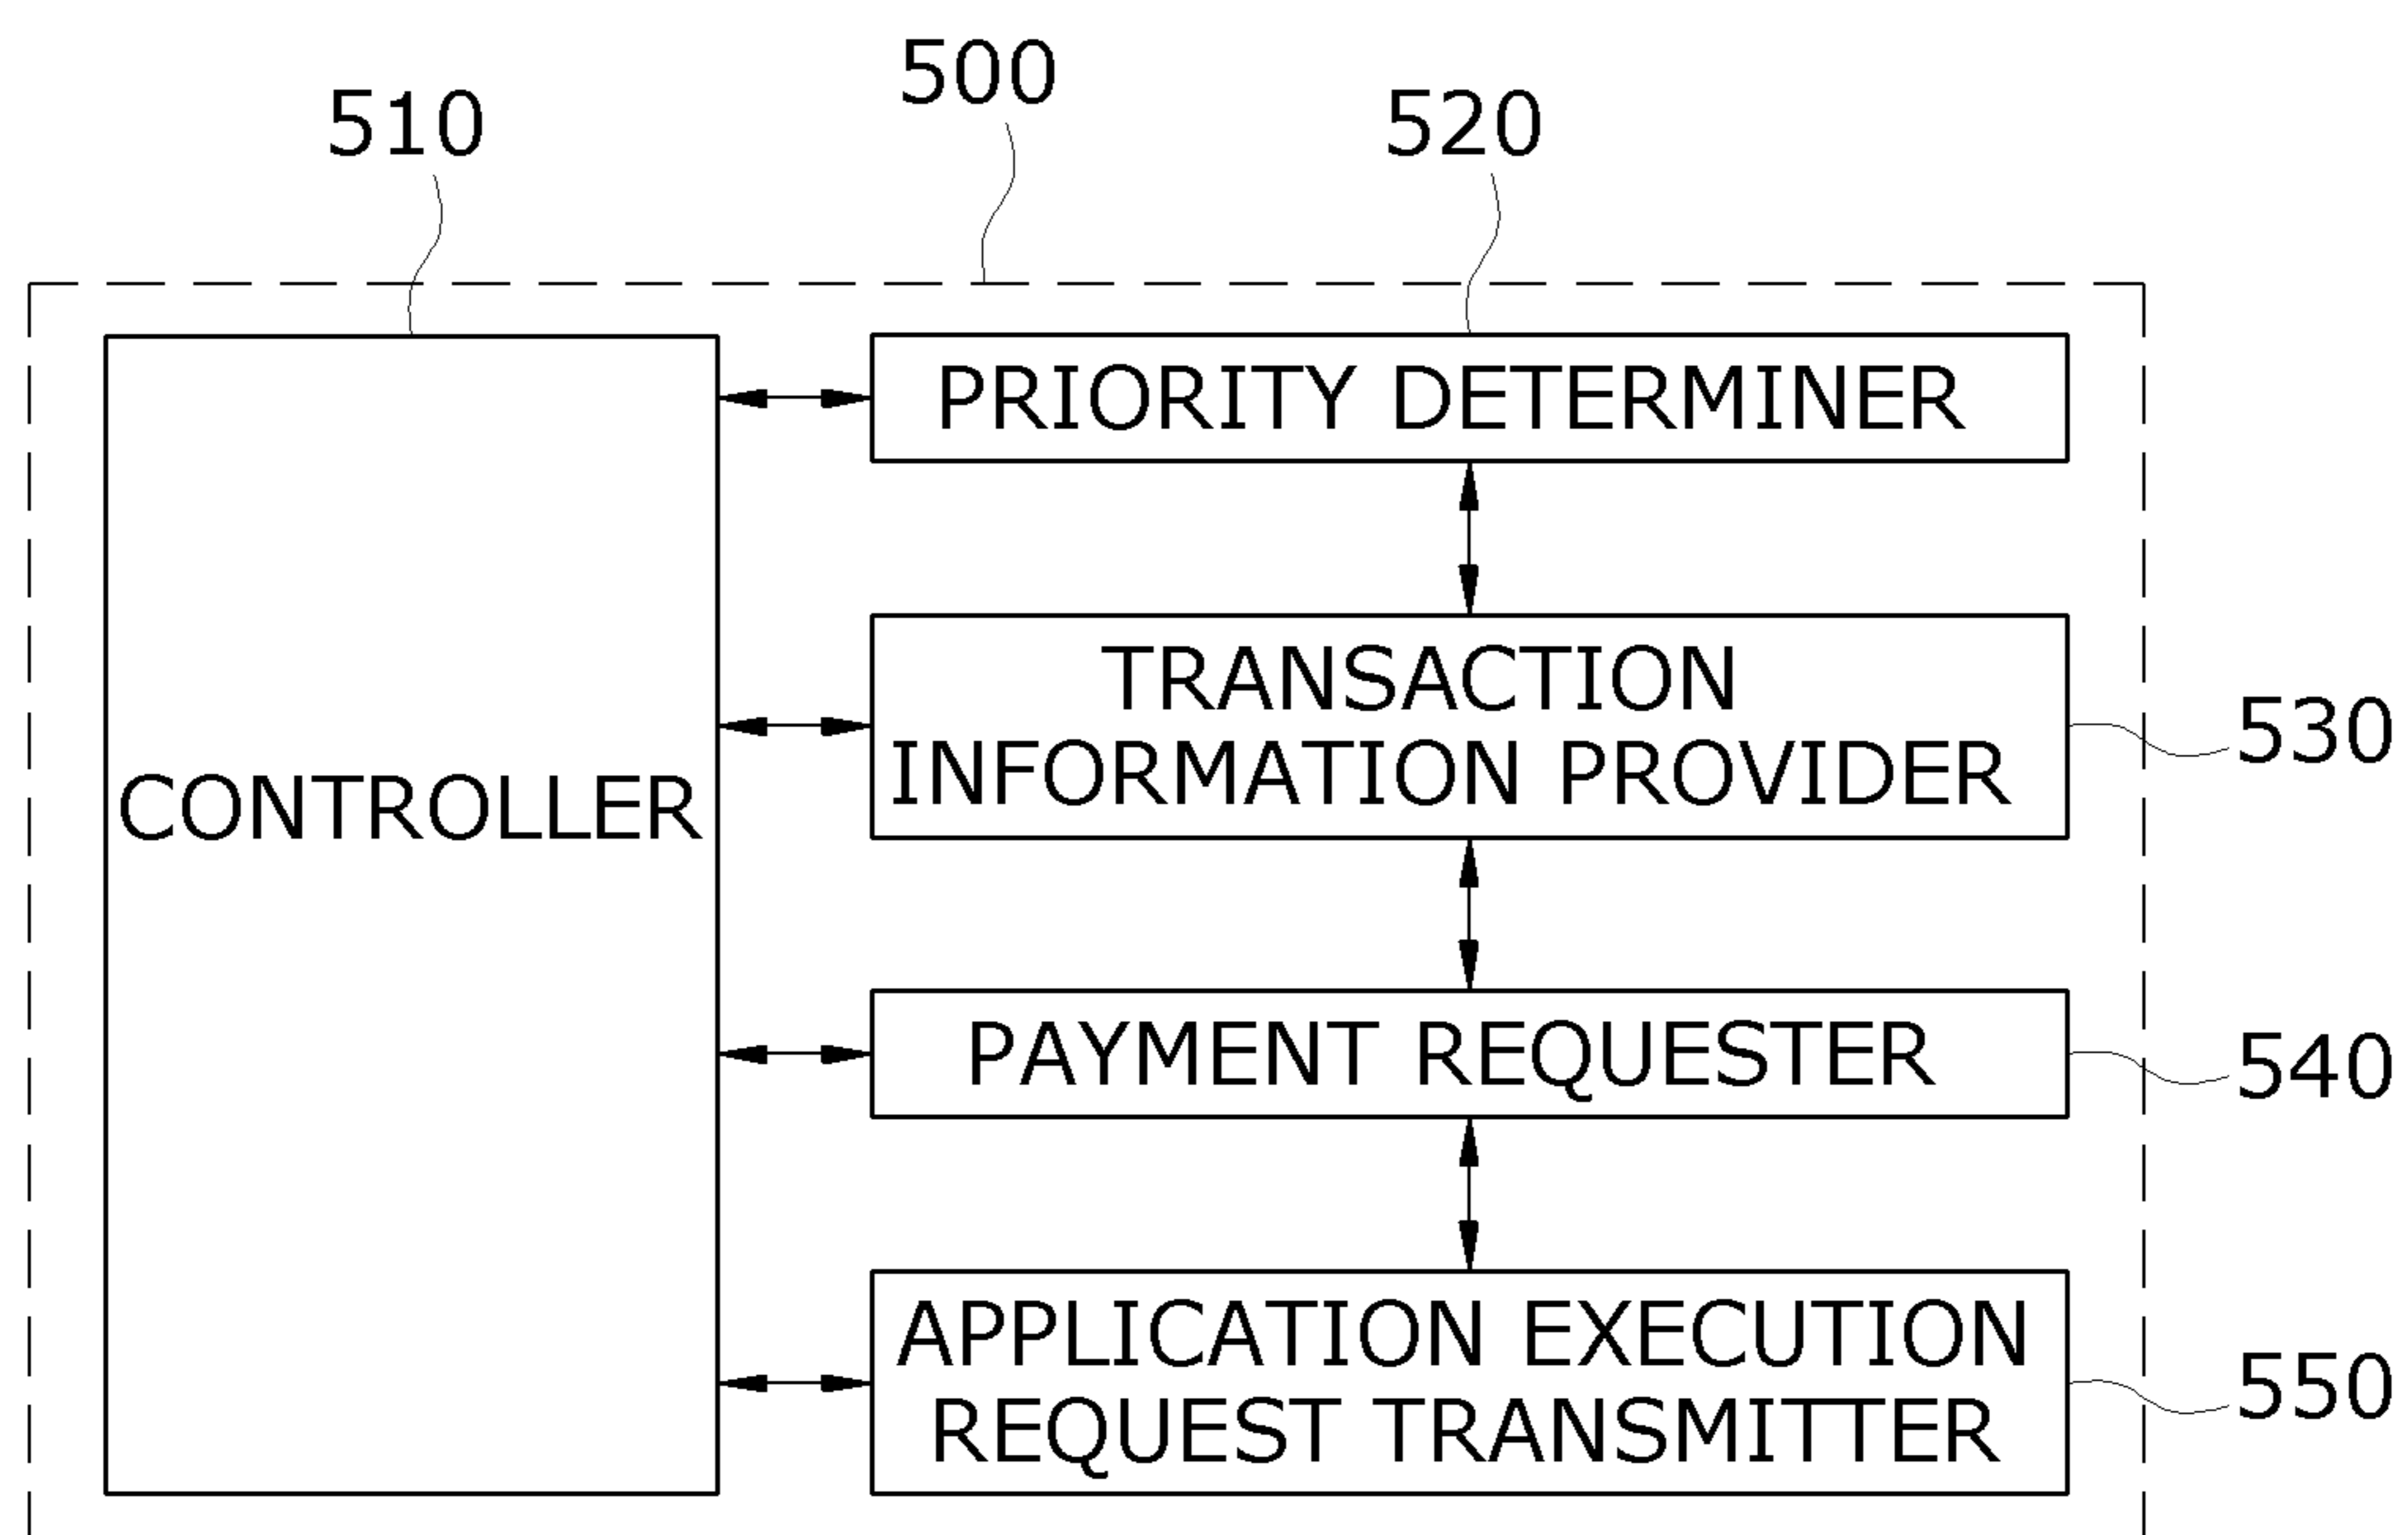 500
510
520
PRIORITY DETERMINER
TRANSACTION
INFORMATION PROVIDER
530
CONTROLLER
PAYMENT REQUESTER
540
APPLICATION EXECUTION
REQUEST TRANSMITTER
550